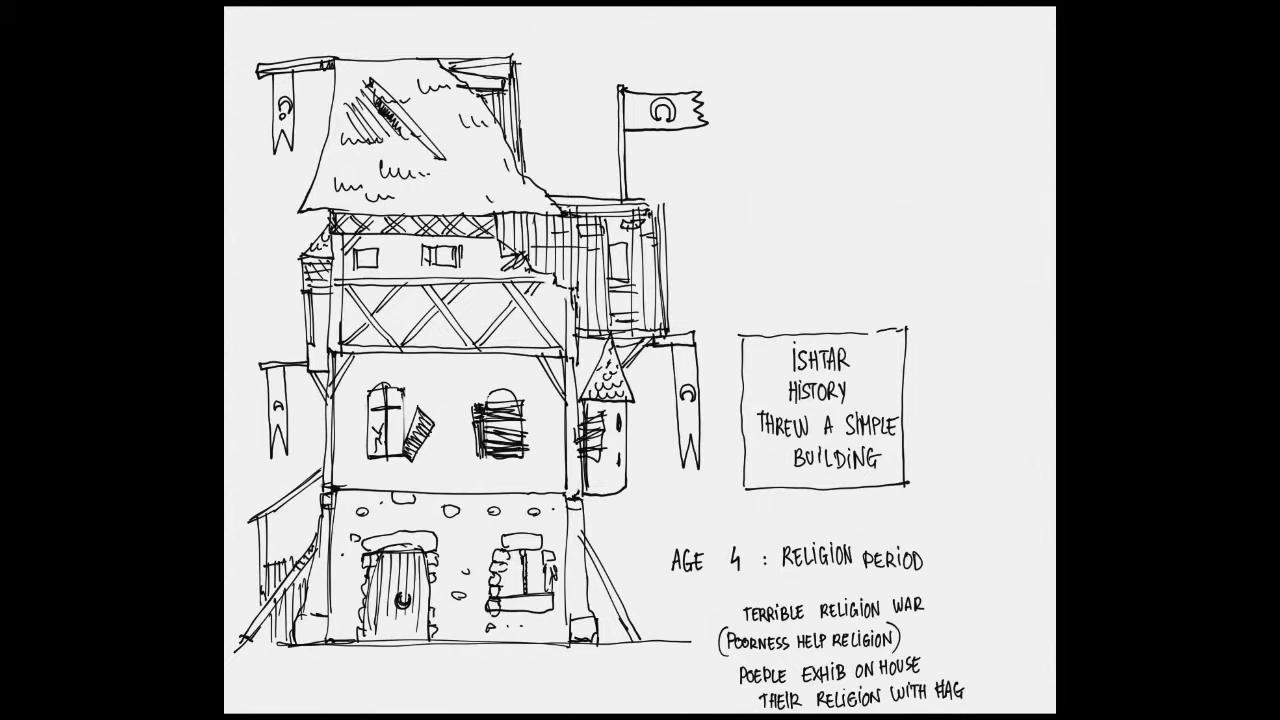 ISHTAR
HISTORY
THREW A SIMPLE
BUILDING
AGE 4 : RELIGION PERIOD
TERRIBLE RELIGION WAR
(POORNESS HELP RELIGION)
POEPLE EXHIB ON HOUSE
THEIR RELIGION WITH HAG